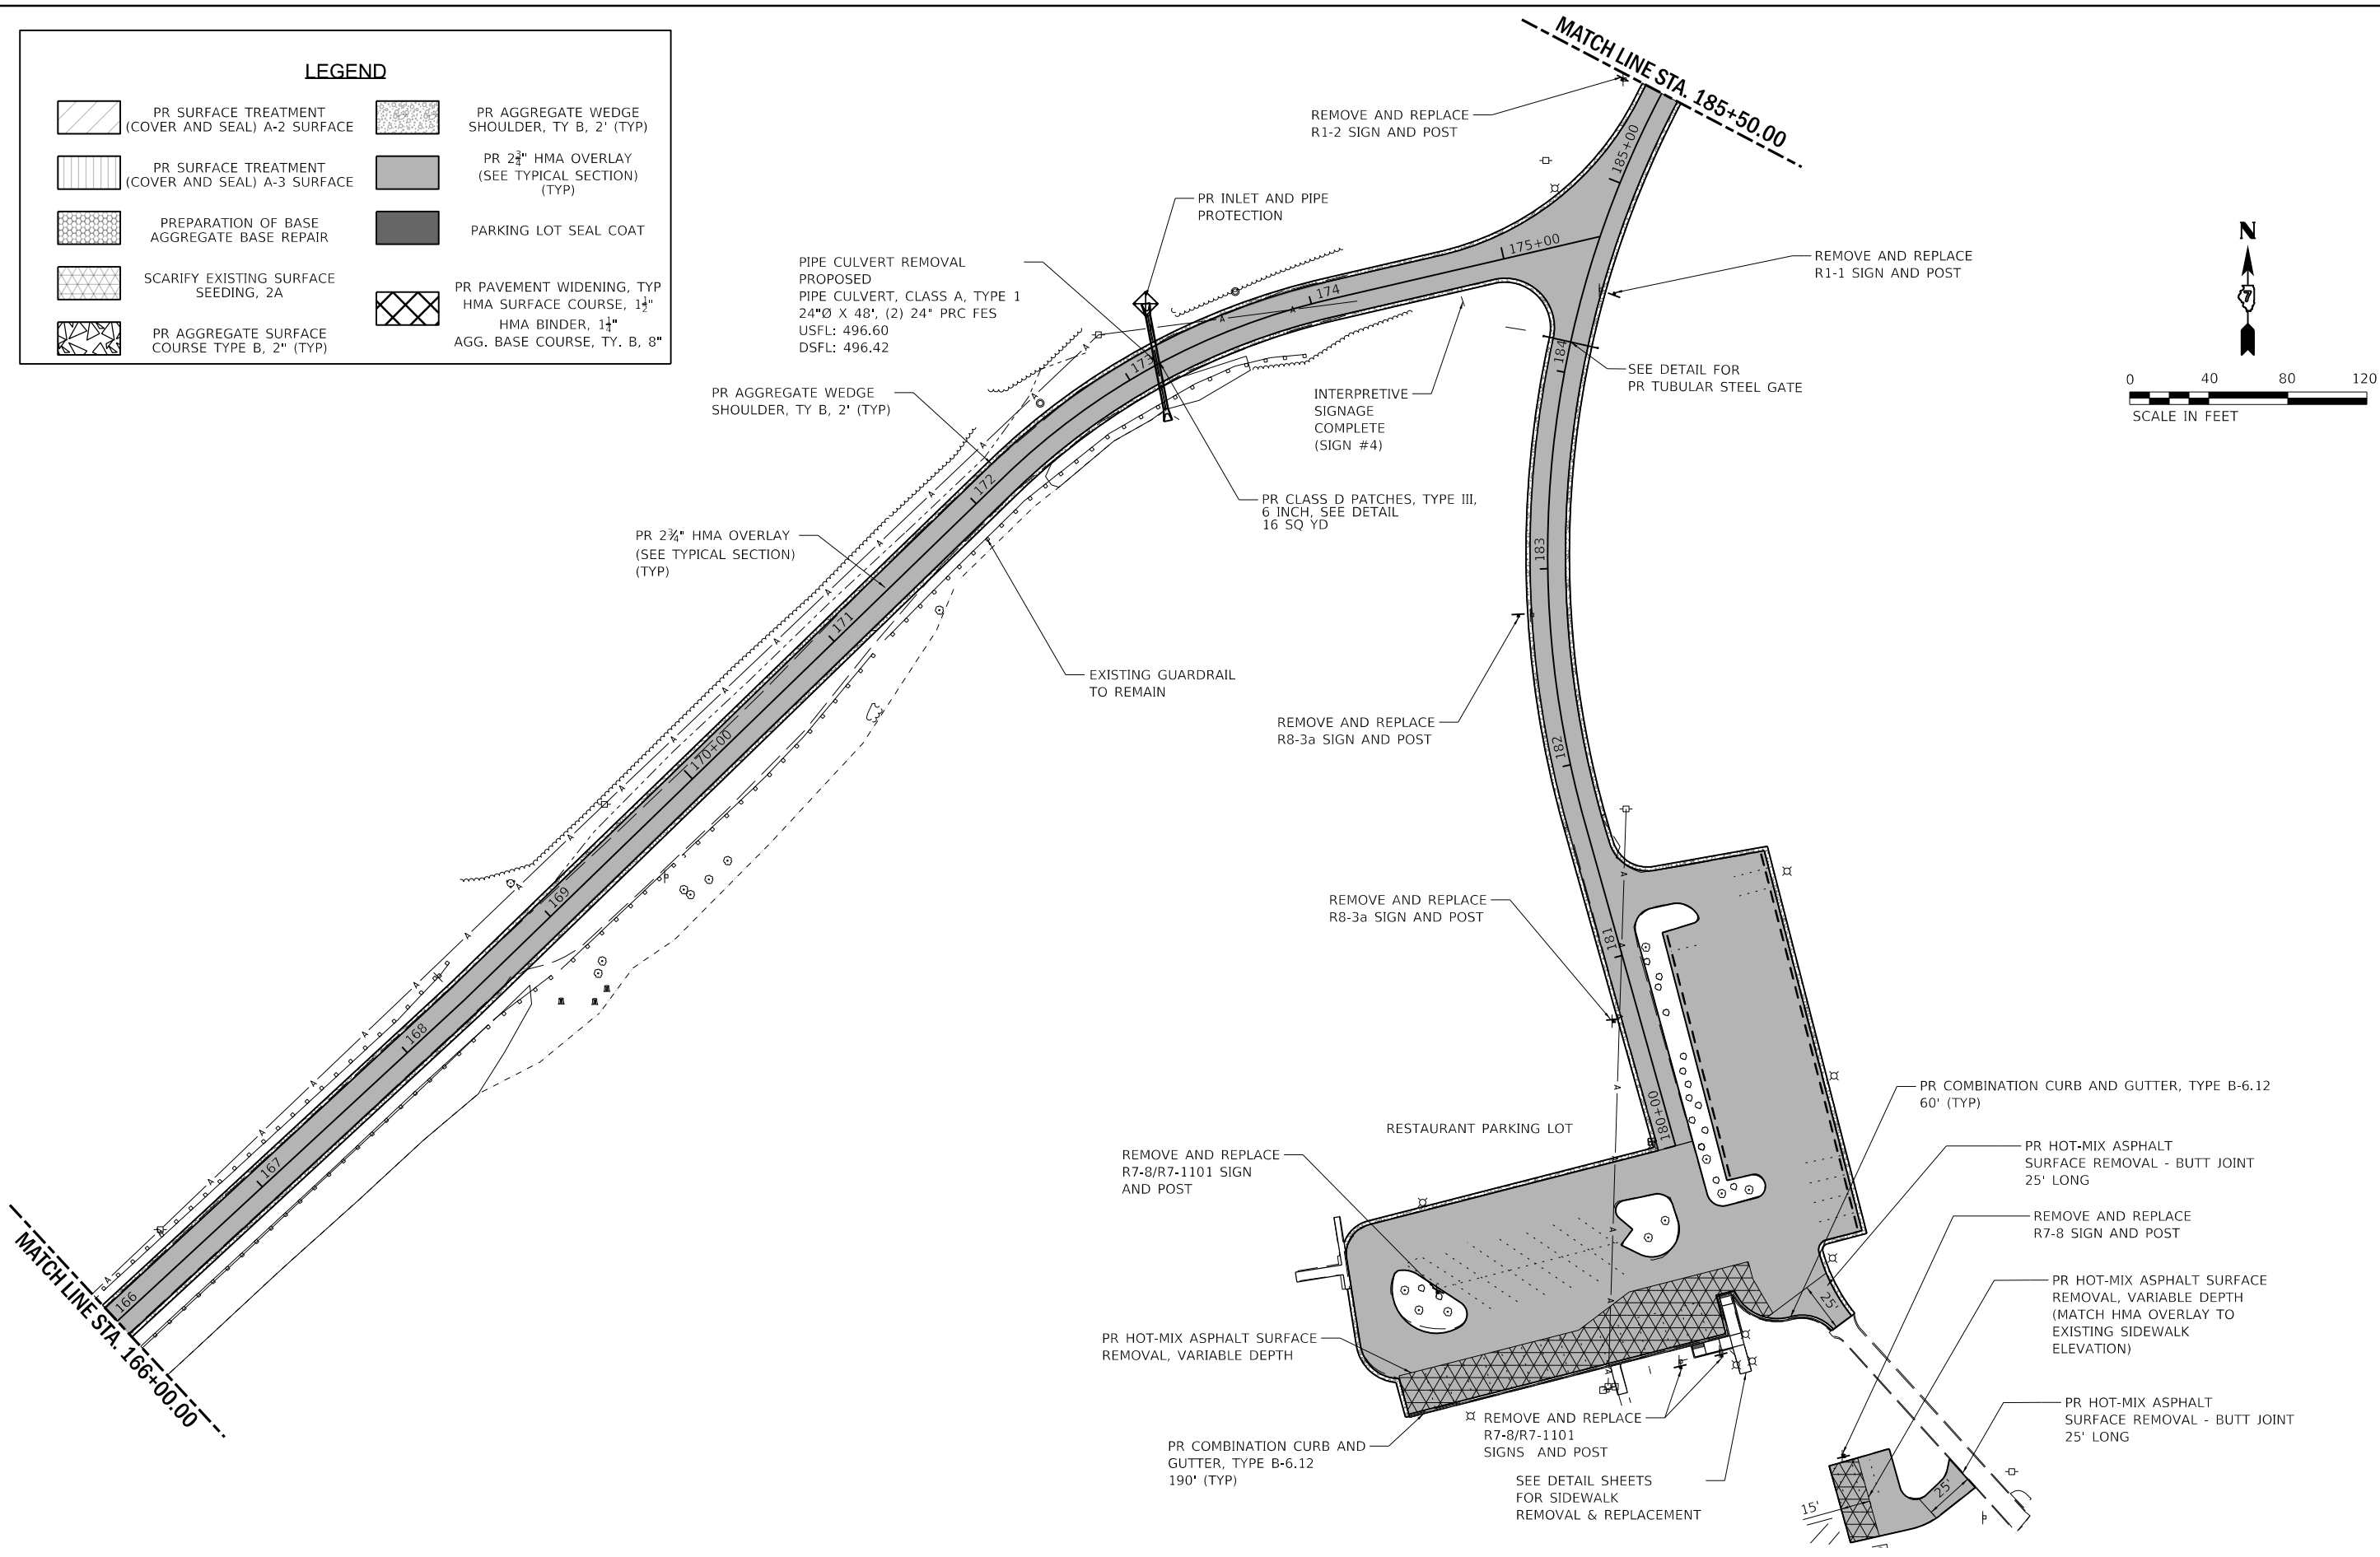 LEGEND
PR SURFACE TREATMENT
(COVER AND SEAL) A-2 SURFACE
PR SURFACE TREATMENT
(COVER AND SEAL) A-3 SURFACE
PREPARATION OF BASE
AGGREGATE BASE REPAIR
SCARIFY EXISTING SURFACE
SEEDING, 2A
PR AGGREGATE SURFACE
COURSE TYPE B, 2" (TYP)
PR AGGREGATE WEDGE
SHOULDER, TY B, 2' (TYP)
PR 2¾" HMA OVERLAY
(SEE TYPICAL SECTION)
(TYP)
PARKING LOT SEAL COAT
PR PAVEMENT WIDENING, TYP
HMA SURFACE COURSE, 1½"
HMA BINDER, 1¼"
AGG. BASE COURSE, TY. B, 8"
MATCH LINE STA. 185+50.00
REMOVE AND REPLACE
R1-2 SIGN AND POST
185+00
PR INLET AND PIPE
PROTECTION
175+00
REMOVE AND REPLACE
R1-1 SIGN AND POST
N
7
0 40 80 120
SCALE IN FEET
PIPE CULVERT REMOVAL
PROPOSED
PIPE CULVERT, CLASS A, TYPE 1
24"Ø X 48', (2) 24" PRC FES
USFL: 496.60
DSFL: 496.42
174
173
184
SEE DETAIL FOR
PR TUBULAR STEEL GATE
PR AGGREGATE WEDGE
SHOULDER, TY B, 2' (TYP)
INTERPRETIVE
SIGNAGE
COMPLETE
(SIGN #4)
172
PR CLASS D PATCHES, TYPE III,
6 INCH, SEE DETAIL
16 SQ YD
PR 2¾" HMA OVERLAY
(SEE TYPICAL SECTION)
(TYP)
183
171
EXISTING GUARDRAIL
TO REMAIN
REMOVE AND REPLACE
R8-3a SIGN AND POST
182
170+00
169
REMOVE AND REPLACE
R8-3a SIGN AND POST
181
168
180+00
PR COMBINATION CURB AND GUTTER, TYPE B-6.12
60' (TYP)
RESTAURANT PARKING LOT
REMOVE AND REPLACE
R7-8/R7-1101 SIGN
AND POST
PR HOT-MIX ASPHALT
SURFACE REMOVAL - BUTT JOINT
25' LONG
167
REMOVE AND REPLACE
R7-8 SIGN AND POST
166
MATCH LINE STA. 166+00.00
25'
PR HOT-MIX ASPHALT SURFACE
REMOVAL, VARIABLE DEPTH
(MATCH HMA OVERLAY TO
EXISTING SIDEWALK
ELEVATION)
PR HOT-MIX ASPHALT SURFACE
REMOVAL, VARIABLE DEPTH
PR HOT-MIX ASPHALT
SURFACE REMOVAL - BUTT JOINT
25' LONG
REMOVE AND REPLACE
R7-8/R7-1101
SIGNS AND POST
PR COMBINATION CURB AND
GUTTER, TYPE B-6.12
190' (TYP)
SEE DETAIL SHEETS
FOR SIDEWALK
REMOVAL & REPLACEMENT
25'
15'